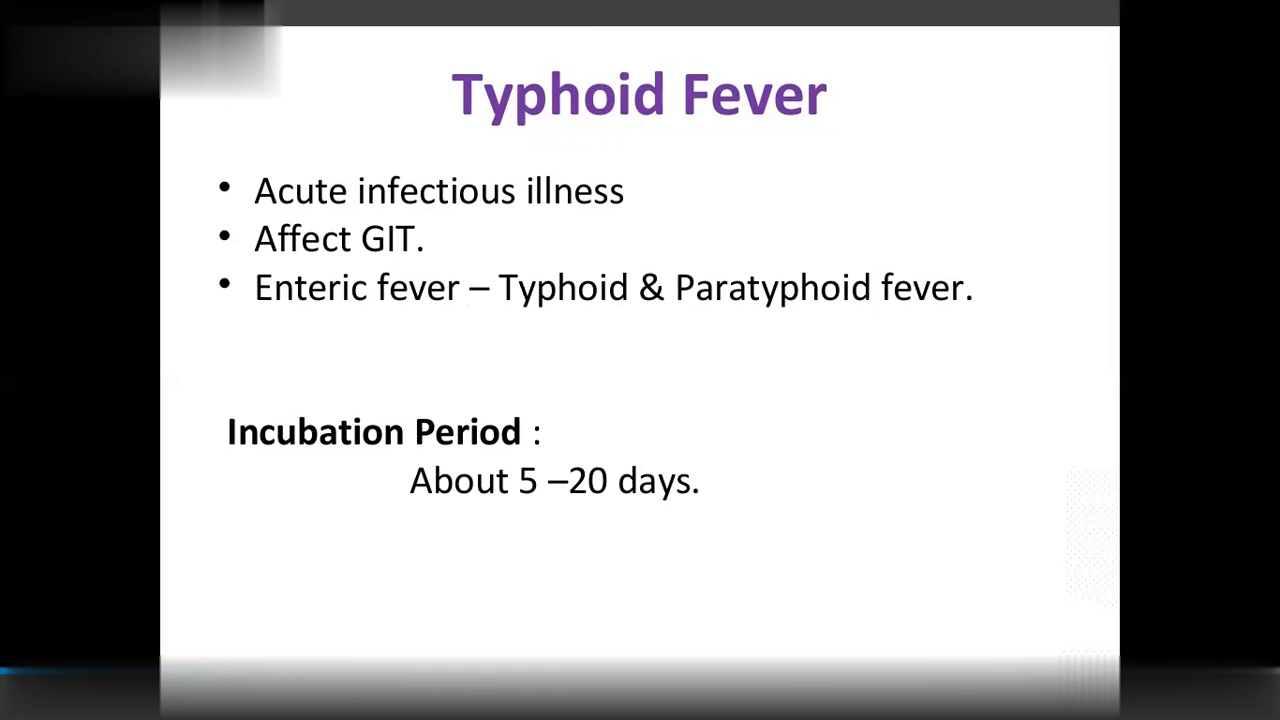 Typhoid Fever
• Acute infectious illness
• Affect GIT.
• Enteric fever – Typhoid & Paratyphoid fever.
Incubation Period :
About 5 –20 days.